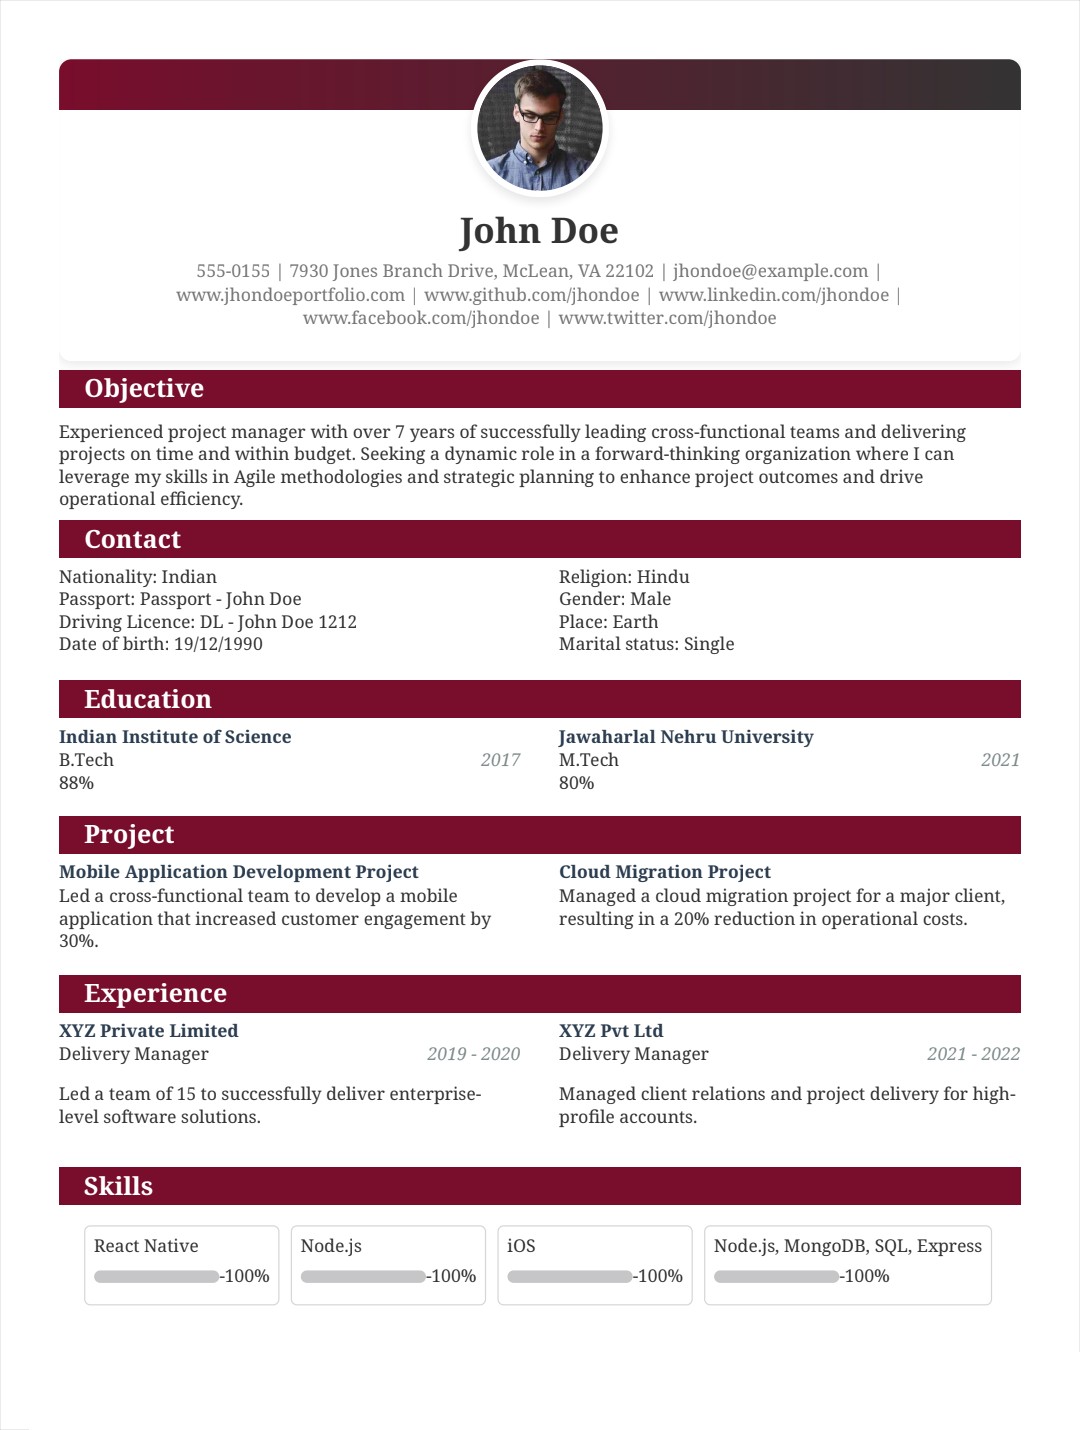 John Doe
555-0155 | 7930 Jones Branch Drive, McLean, VA 22102 | jhondoe@example.com |
www.jhondoeportfolio.com | www.github.com/jhondoe | www.linkedin.com/jhondoe |
www.facebook.com/jhondoe | www.twitter.com/jhondoe
Objective
Experienced project manager with over 7 years of successfully leading cross-functional teams and delivering
projects on time and within budget. Seeking a dynamic role in a forward-thinking organization where I can
leverage my skills in Agile methodologies and strategic planning to enhance project outcomes and drive
operational efficiency.
Contact
Nationality: Indian
Passport: Passport - John Doe
Driving Licence: DL - John Doe 1212
Date of birth: 19/12/1990
Religion: Hindu
Gender: Male
Place: Earth
Marital status: Single
Education
Indian Institute of Science
B.Tech 2017
88%
Jawaharlal Nehru University
M.Tech 2021
80%
Project
Mobile Application Development Project
Led a cross-functional team to develop a mobile
application that increased customer engagement by
30%.
Cloud Migration Project
Managed a cloud migration project for a major client,
resulting in a 20% reduction in operational costs.
Experience
XYZ Private Limited
Delivery Manager 2019 - 2020
Led a team of 15 to successfully deliver enterprise-
level software solutions.
XYZ Pvt Ltd
Delivery Manager 2021 - 2022
Managed client relations and project delivery for high-
profile accounts.
Skills
React Native
-100%
Node.js
-100%
iOS
-100%
Node.js, MongoDB, SQL, Express
-100%